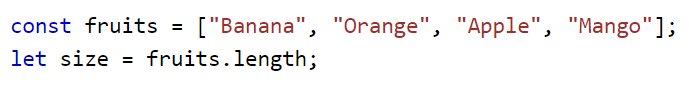 const fruits = ["Banana", "Orange", "Apple", "Mango"];
let size = fruits.length;